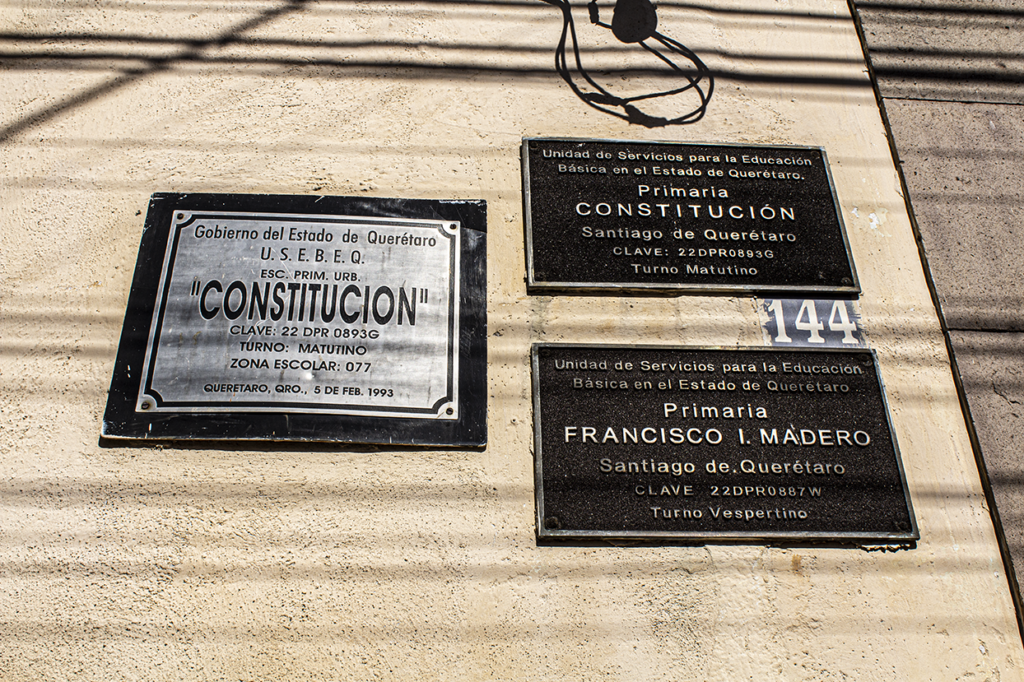 Gobierno del Estado de Querétaro
U. S. E. B. E. Q.
ESC. PRIM. URB.
"CONSTITUCION"
CLAVE: 22 DPR 0893G
TURNO: MATUTINO
ZONA ESCOLAR: 077
QUERETARO, QRO., 5 DE FEB. 1993
Unidad de Servicios para la Educación
Básica en el Estado de Querétaro.
Primaria
CONSTITUCIÓN
Santiago de Querétaro
CLAVE: 22DPR0893G
Turno Matutino
144
Unidad de Servicios para la Educación
Básica en el Estado de Querétaro.
Primaria
FRANCISCO I. MADERO
Santiago de Querétaro
CLAVE 22DPR0887W
Turno Vespertino